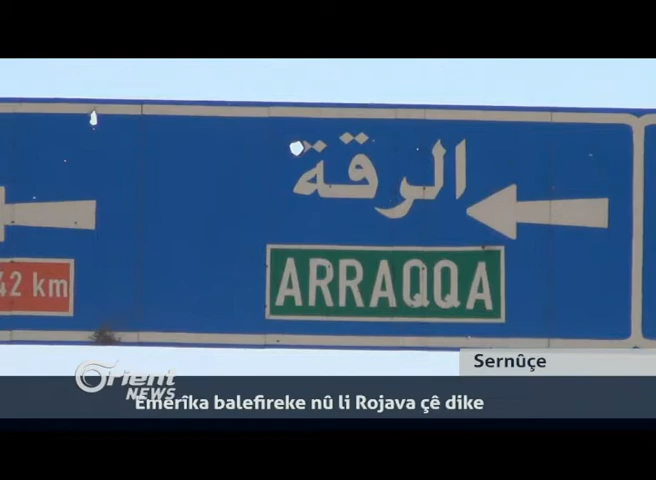 الرقة
ARRAQQA
42 km
Sernûçe
Orient
NEWS
Emerîka balefireke nû li Rojava çê dike